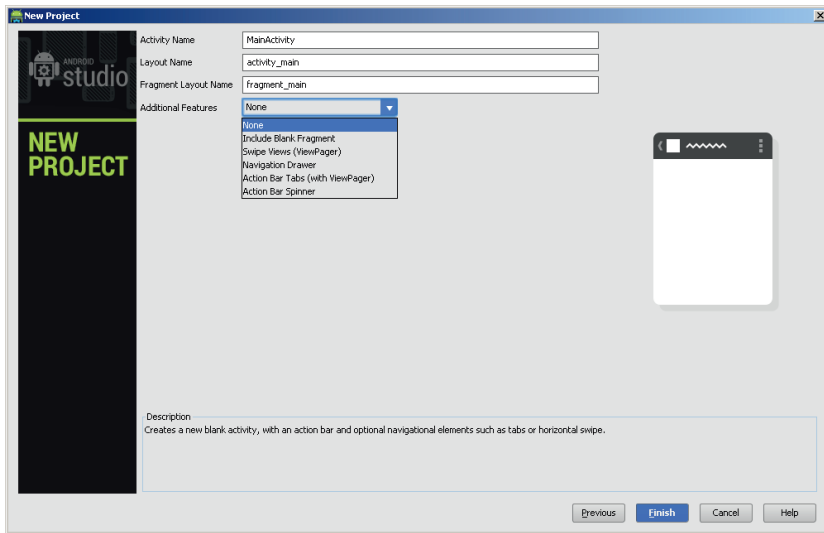 New Project
ANDROID
studio
NEW
PROJECT
Activity Name MainActivity
Layout Name activity_main
Fragment Layout Name fragment_main
Additional Features None
None
Include Blank Fragment
Swipe Views (ViewPager)
Navigation Drawer
Action Bar Tabs (with ViewPager)
Action Bar Spinner
Description
Creates a new blank activity, with an action bar and optional navigational elements such as tabs or horizontal swipe.
Previous Finish Cancel Help